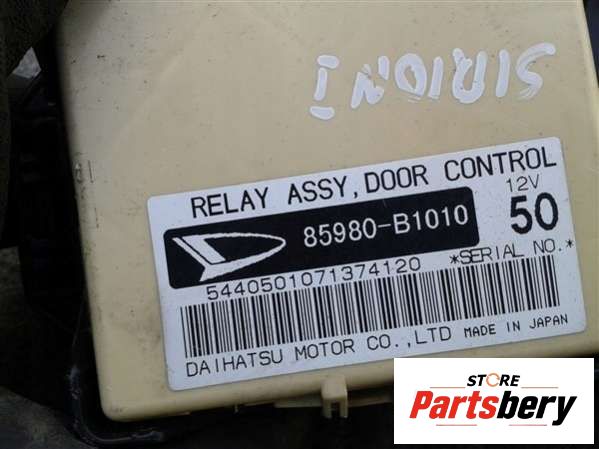 SIRION I
RELAY ASSY, DOOR CONTROL
85980-B1010
12V
50
5440501071374120
*SERIAL NO.*
DAIHATSU MOTOR CO.,LTD MADE IN JAPAN
STORE
Partsbery